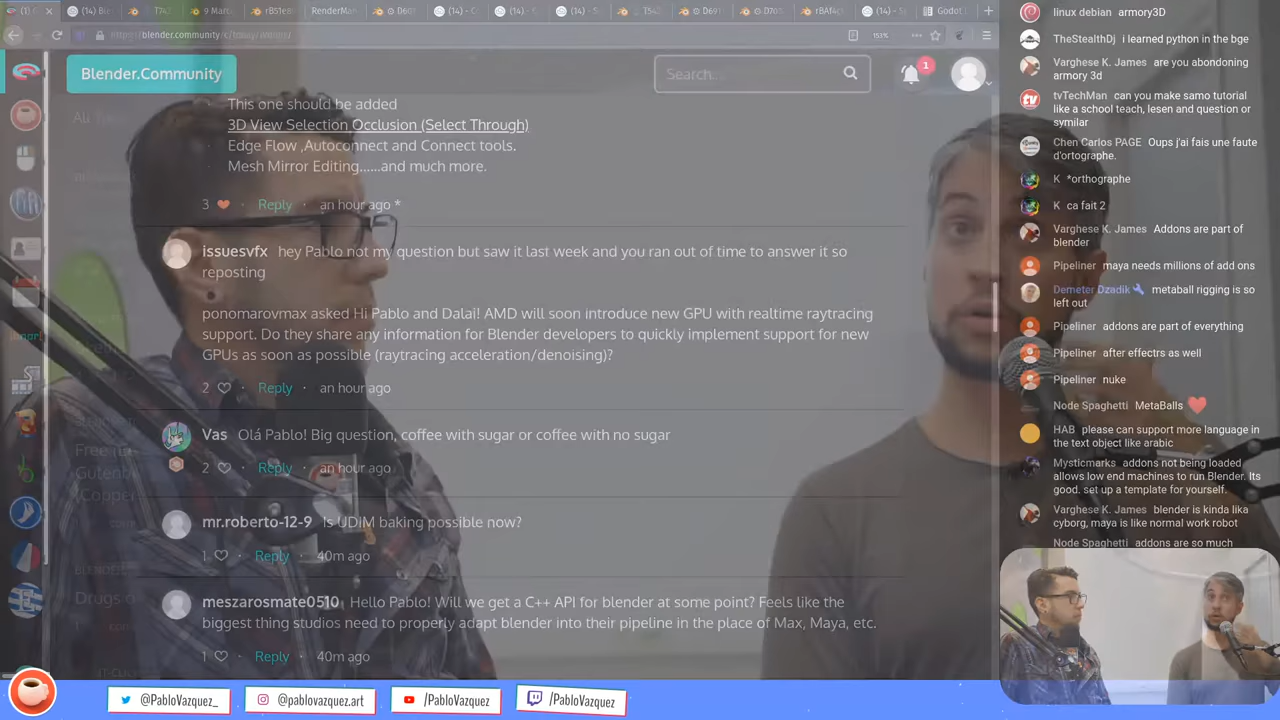 https://blender.community/c/today/Wdhbr/
153%
Blender.Community
Search...
1
This one should be added
3D View Selection Occlusion (Select Through)
Edge Flow ,Autoconnect and Connect tools.
Mesh Mirror Editing......and much more.
3 Reply · an hour ago *
issuesvfx hey Pablo not my question but saw it last week and you ran out of time to answer it so
reposting
ponomarovmax asked Hi Pablo and Dalai! AMD will soon introduce new GPU with realtime raytracing
support. Do they share any information for Blender developers to quickly implement support for new
GPUs as soon as possible (raytracing acceleration/denoising)?
2 · Reply · an hour ago
Vas Olá Pablo! Big question, coffee with sugar or coffee with no sugar
2 · Reply · an hour ago
mr.roberto-12-9 Is UDIM baking possible now?
1 · Reply · 40m ago
meszarosmate0510 Hello Pablo! Will we get a C++ API for blender at some point? Feels like the
biggest thing studios need to properly adapt blender into their pipeline in the place of Max, Maya, etc.
1 · Reply · 40m ago
linux debian armory3D
TheStealthDj i learned python in the bge
Varghese K. James are you abondoning
armory 3d
tvTechMan can you make samo tutorial
like a school teach, lesen and question or
symilar
Chen Carlos PAGE Oups j'ai fais une faute
d'ortographe.
K *orthographe
K ca fait 2
Varghese K. James Addons are part of
blender
Pipeliner maya needs millions of add ons
Demeter Dzadik metaball rigging is so
left out
Pipeliner addons are part of everything
Pipeliner after effectrs as well
Pipeliner nuke
Node Spaghetti MetaBalls
HAB please can support more language in
the text object like arabic
Mysticmarks addons not being loaded
allows low end machines to run Blender. Its
good. set up a template for yourself.
Varghese K. James blender is kinda lika
cyborg, maya is like normal work robot
Node Spaghetti addons are so much
@PabloVazquez_
@pablovazquez.art
/PabloVazquez
/PabloVazquez